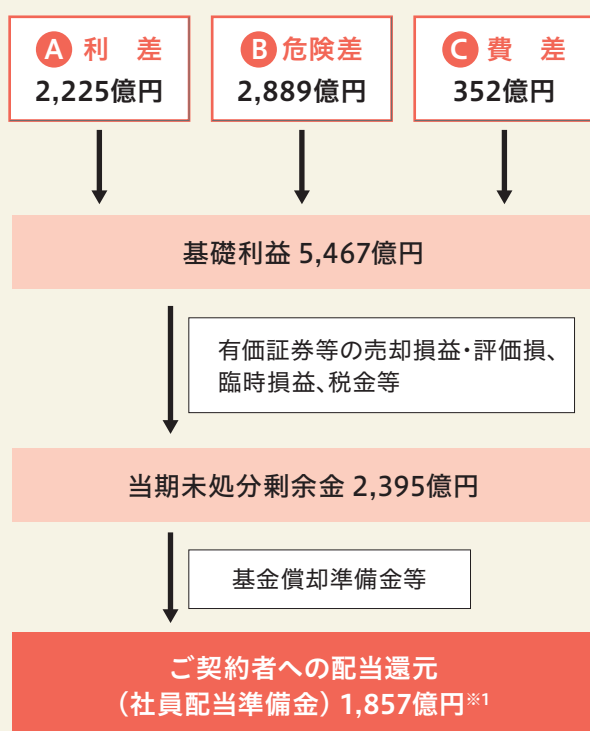 A 利 差
2,225億円
B 危険差
2,889億円
C 費 差
352億円
基礎利益 5,467億円
有価証券等の売却損益・評価損、
臨時損益、税金等
当期未処分剰余金 2,395億円
基金償却準備金等
ご契約者への配当還元
（社員配当準備金）1,857億円※1